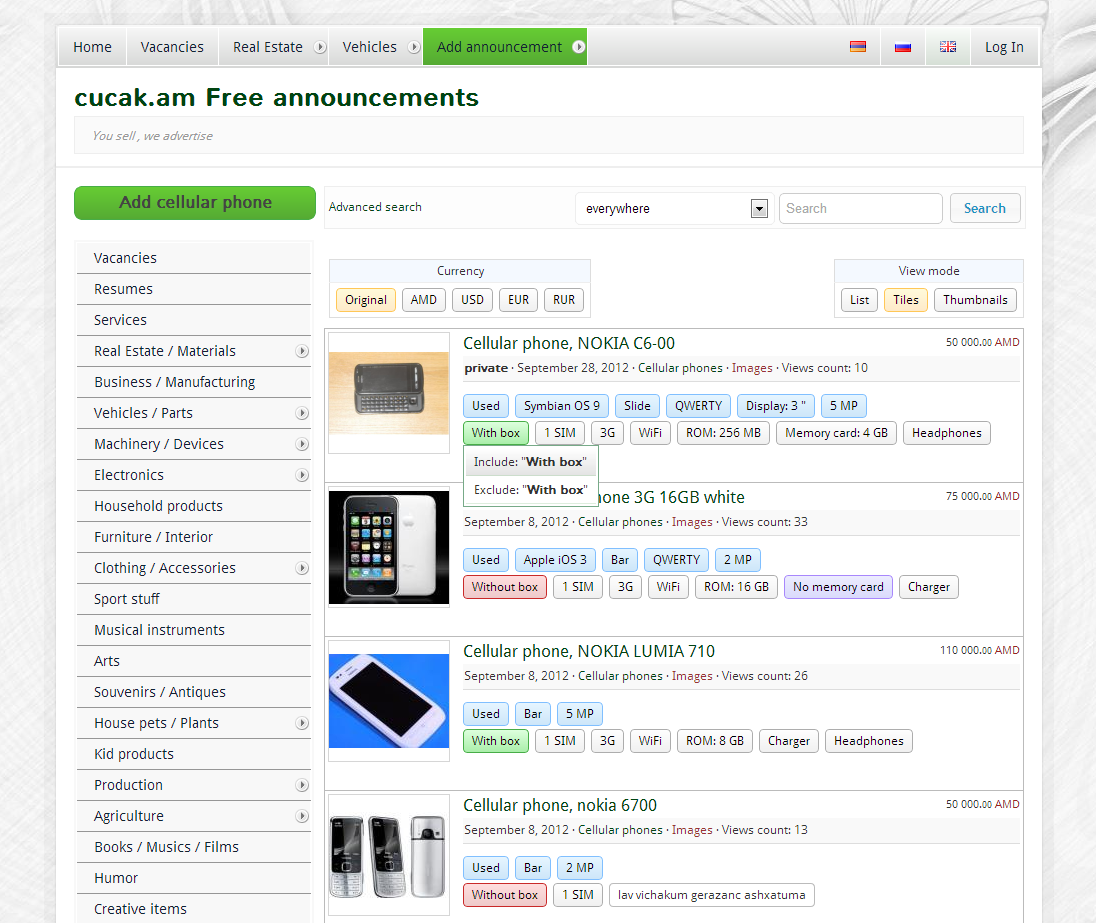 Home Vacancies Real Estate Vehicles Add announcement Log In
cucak.am Free announcements
You sell , we advertise
Add cellular phone
Advanced search everywhere Search Search
Vacancies
Resumes
Services
Real Estate / Materials
Business / Manufacturing
Vehicles / Parts
Machinery / Devices
Electronics
Household products
Furniture / Interior
Clothing / Accessories
Sport stuff
Musical instruments
Arts
Souvenirs / Antiques
House pets / Plants
Kid products
Production
Agriculture
Books / Musics / Films
Humor
Creative items
Currency
Original AMD USD EUR RUR
View mode
List Tiles Thumbnails
Cellular phone, NOKIA C6-00 50 000.00 AMD
private · September 28, 2012 · Cellular phones · Images · Views count: 10
Used Symbian OS 9 Slide QWERTY Display: 3 " 5 MP
With box 1 SIM 3G WiFi ROM: 256 MB Memory card: 4 GB Headphones
Include: "With box"
Exclude: "With box"
hone 3G 16GB white 75 000.00 AMD
September 8, 2012 · Cellular phones · Images · Views count: 33
Used Apple iOS 3 Bar QWERTY 2 MP
Without box 1 SIM 3G WiFi ROM: 16 GB No memory card Charger
Cellular phone, NOKIA LUMIA 710 110 000.00 AMD
September 8, 2012 · Cellular phones · Images · Views count: 26
Used Bar 5 MP
With box 1 SIM 3G WiFi ROM: 8 GB Charger Headphones
Cellular phone, nokia 6700 50 000.00 AMD
September 8, 2012 · Cellular phones · Images · Views count: 13
Used Bar 2 MP
Without box 1 SIM lav vichakum gerazanc ashxatuma